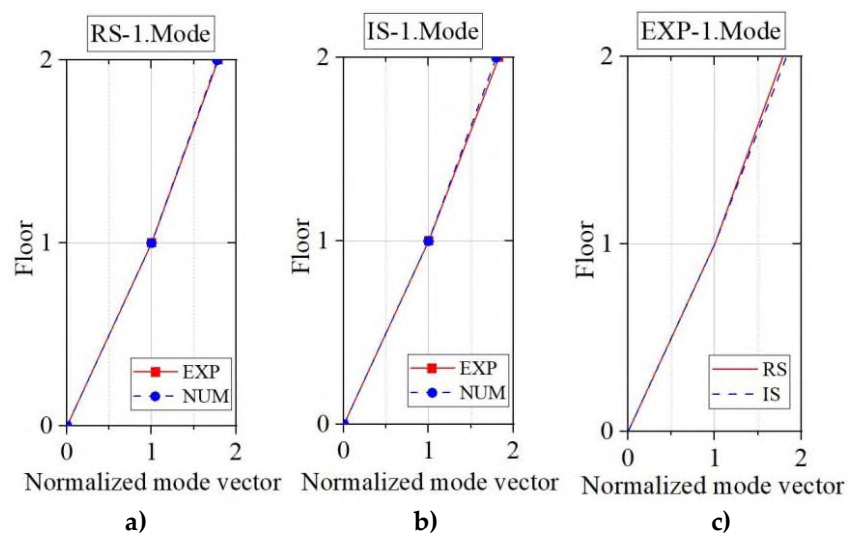 RS-1.Mode
2
1
0
Floor
EXP
NUM
0 1 2
Normalized mode vector
a)
IS-1.Mode
2
1
0
Floor
EXP
NUM
0 1 2
Normalized mode vector
b)
EXP-1.Mode
2
1
0
Floor
RS
IS
0 1 2
Normalized mode vector
c)